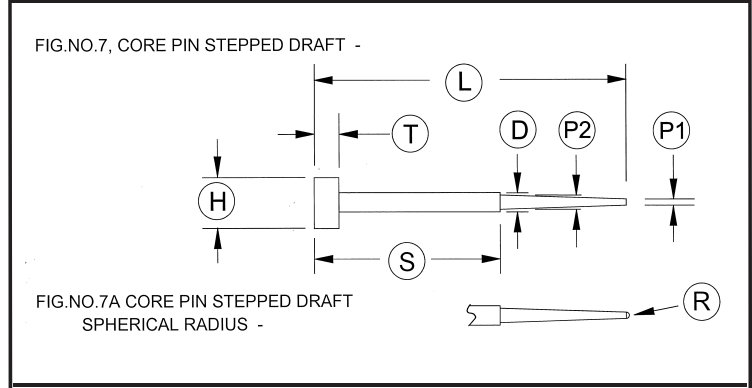 FIG.NO.7, CORE PIN STEPPED DRAFT -
L
T
D
P2
P1
H
S
FIG.NO.7A CORE PIN STEPPED DRAFT
SPHERICAL RADIUS -
R